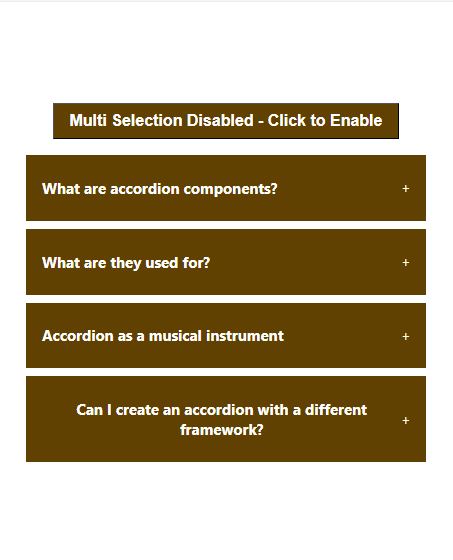 Multi Selection Disabled - Click to Enable
What are accordion components? +
What are they used for? +
Accordion as a musical instrument +
Can I create an accordion with a different
framework? +